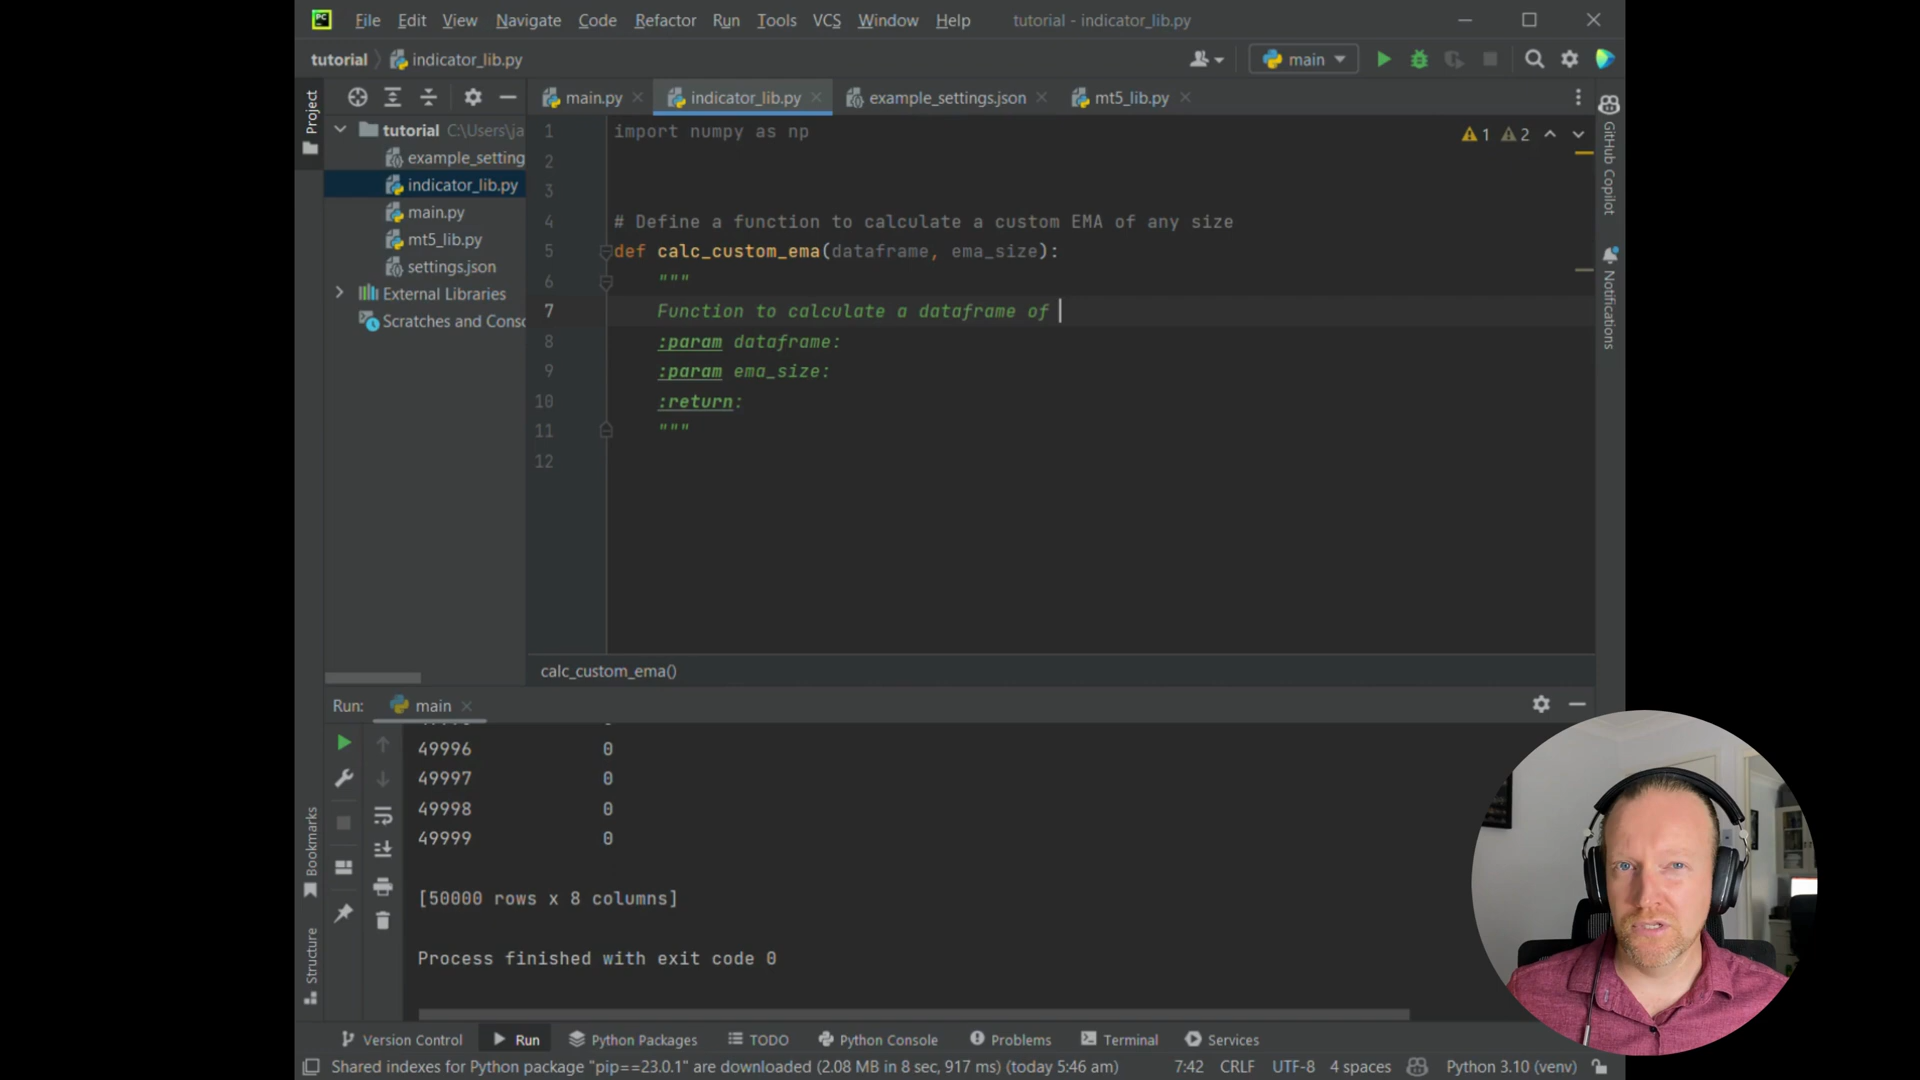 PC File Edit View Navigate Code Refactor Run Tools VCS Window Help tutorial - indicator_lib.py
tutorial indicator_lib.py main
Project
main.py indicator_lib.py example_settings.json mt5_lib.py
tutorial C:\Users\ja
example_setting
indicator_lib.py
main.py
mt5_lib.py
settings.json
External Libraries
Scratches and Conso
1 import numpy as np
2
3
4 # Define a function to calculate a custom EMA of any size
5 def calc_custom_ema(dataframe, ema_size):
6 """
7 Function to calculate a dataframe of
8 :param dataframe:
9 :param ema_size:
10 :return:
11 """
12
1 2
GitHub Copilot
Notifications
calc_custom_ema()
Run: main
49996 0
49997 0
49998 0
49999 0
[50000 rows x 8 columns]
Process finished with exit code 0
Bookmarks
Structure
Version Control Run Python Packages TODO Python Console Problems Terminal Services
Shared indexes for Python package "pip==23.0.1" are downloaded (2.08 MB in 8 sec, 917 ms) (today 5:46 am) 7:42 CRLF UTF-8 4 spaces Python 3.10 (venv)